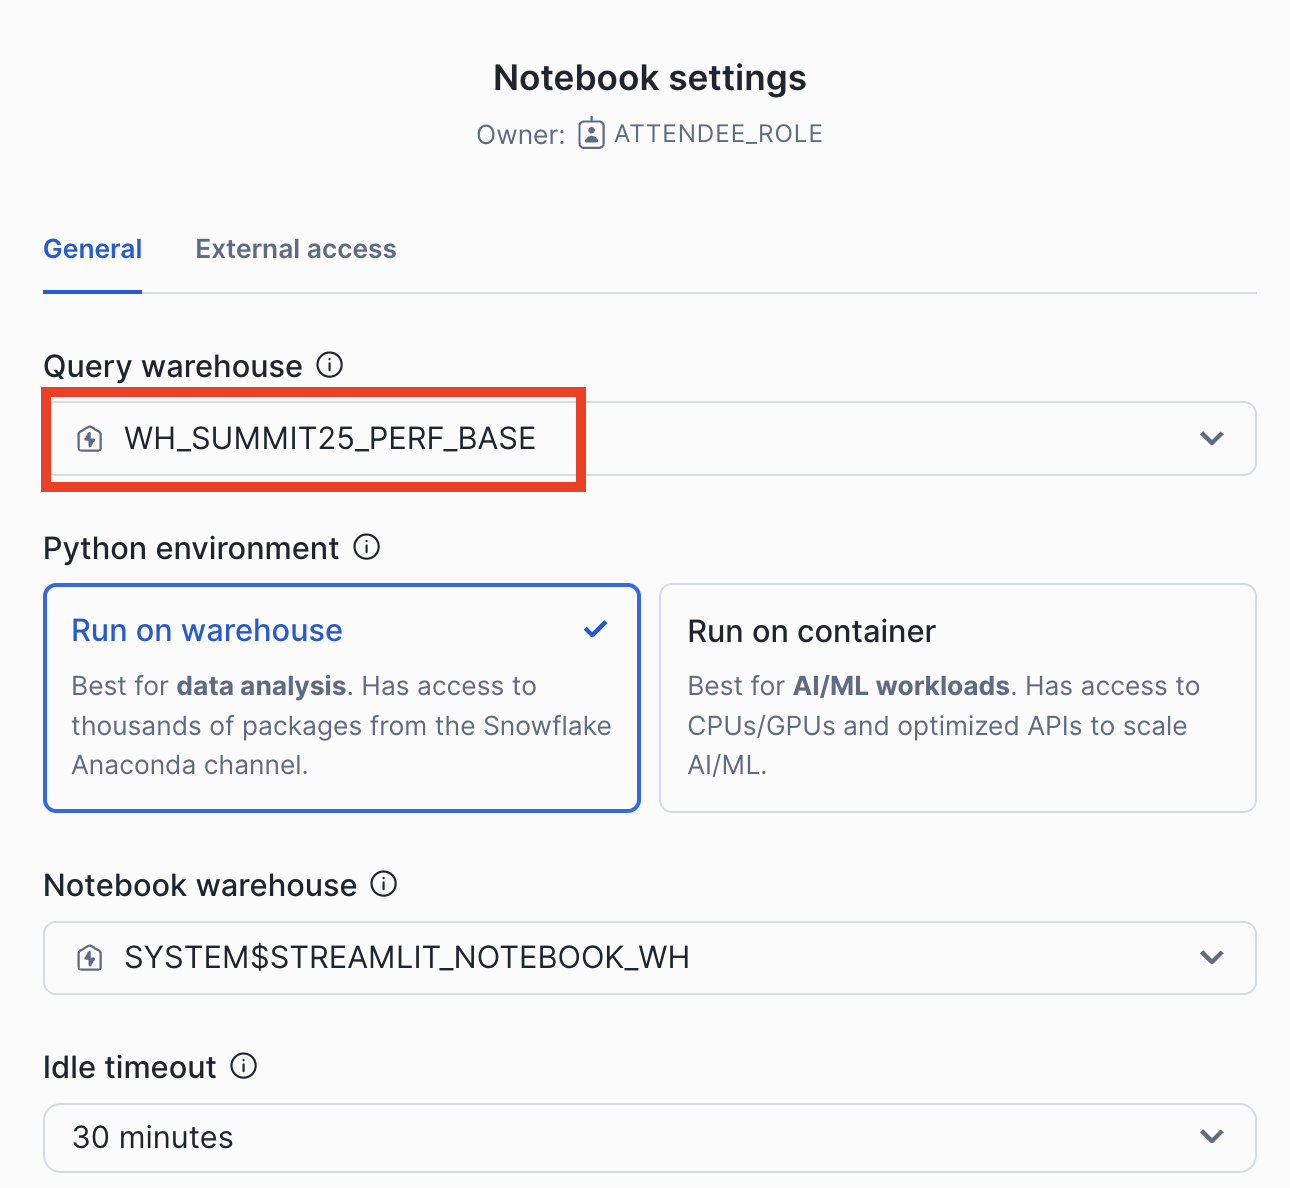 Notebook settings
Owner: ATTENDEE_ROLE
General External access
Query warehouse
WH_SUMMIT25_PERF_BASE
Python environment
Run on warehouse
Best for data analysis. Has access to
thousands of packages from the Snowflake
Anaconda channel.
Run on container
Best for AI/ML workloads. Has access to
CPUs/GPUs and optimized APIs to scale
AI/ML.
Notebook warehouse
SYSTEM$STREAMLIT_NOTEBOOK_WH
Idle timeout
30 minutes